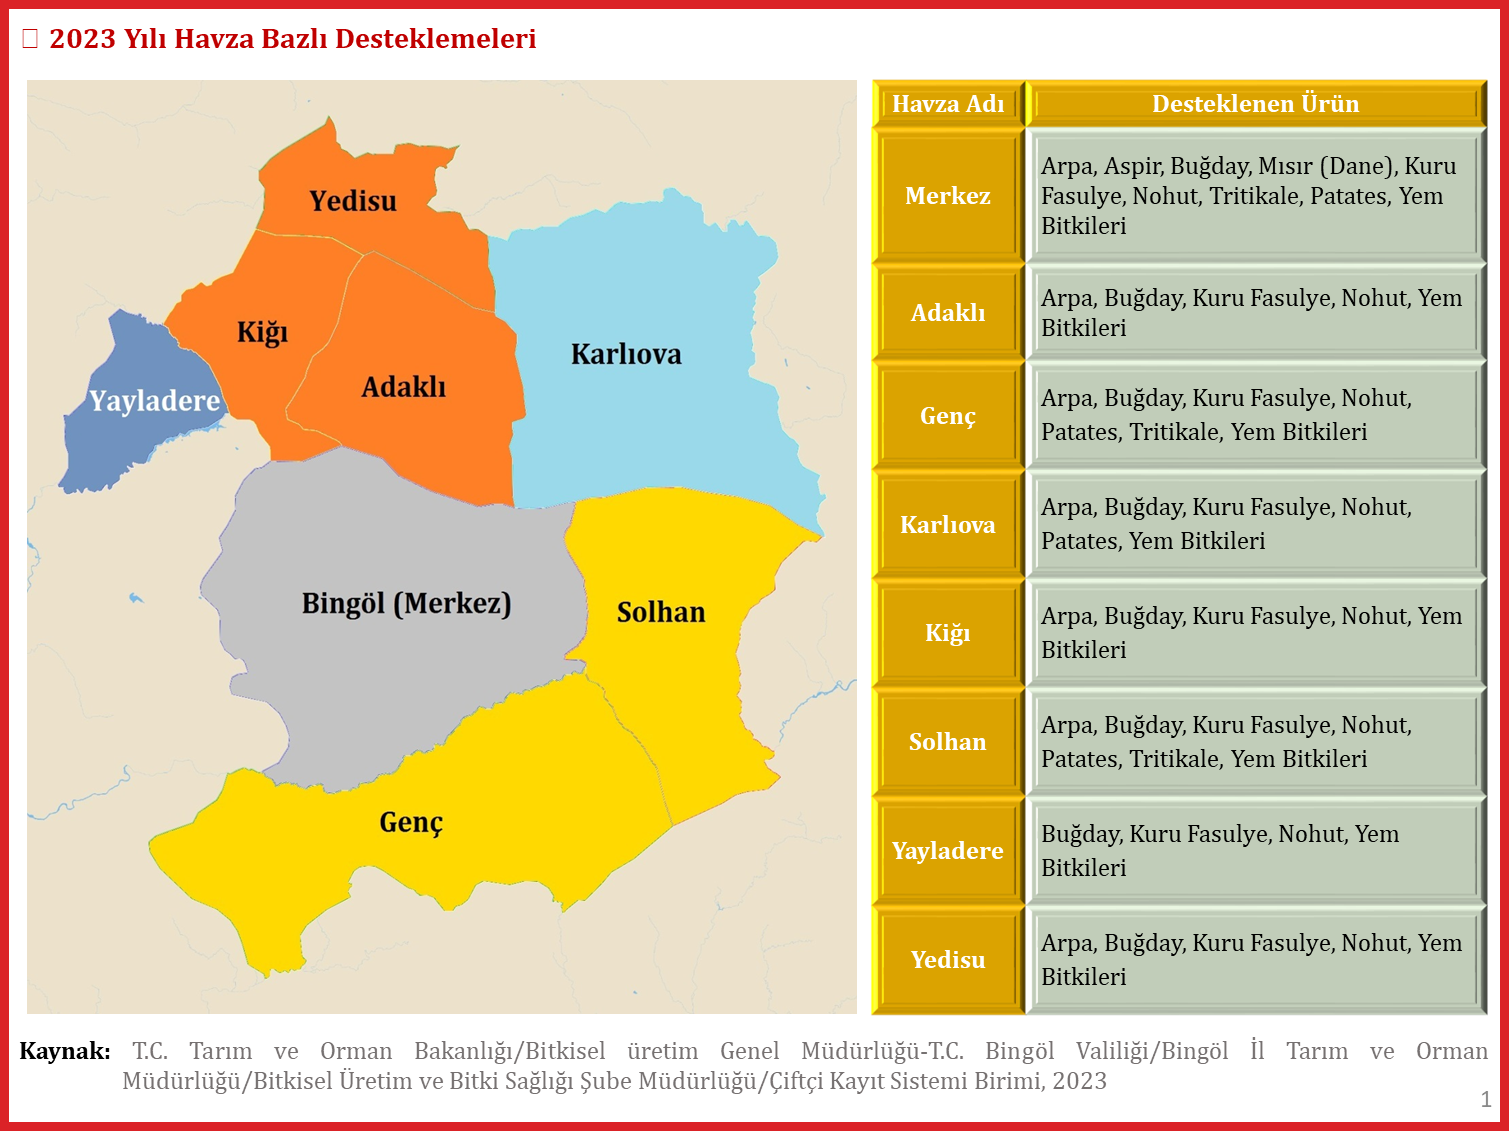 2023 Yılı Havza Bazlı Desteklemeleri
Yedisu
Kiğı
Karlıova
Adaklı
Yayladere
Bingöl (Merkez)
Solhan
Genç
Havza Adı
Desteklenen Ürün
Merkez
Arpa, Aspir, Buğday, Mısır (Dane), Kuru
Fasulye, Nohut, Tritikale, Patates, Yem
Bitkileri
Adaklı
Arpa, Buğday, Kuru Fasulye, Nohut, Yem
Bitkileri
Genç
Arpa, Buğday, Kuru Fasulye, Nohut,
Patates, Tritikale, Yem Bitkileri
Karlıova
Arpa, Buğday, Kuru Fasulye, Nohut,
Patates, Yem Bitkileri
Kiğı
Arpa, Buğday, Kuru Fasulye, Nohut, Yem
Bitkileri
Solhan
Arpa, Buğday, Kuru Fasulye, Nohut,
Patates, Tritikale, Yem Bitkileri
Yayladere
Buğday, Kuru Fasulye, Nohut, Yem
Bitkileri
Yedisu
Arpa, Buğday, Kuru Fasulye, Nohut, Yem
Bitkileri
Kaynak: T.C. Tarım ve Orman Bakanlığı/Bitkisel üretim Genel Müdürlüğü-T.C. Bingöl Valiliği/Bingöl İl Tarım ve Orman
Müdürlüğü/Bitkisel Üretim ve Bitki Sağlığı Şube Müdürlüğü/Çiftçi Kayıt Sistemi Birimi, 2023
1